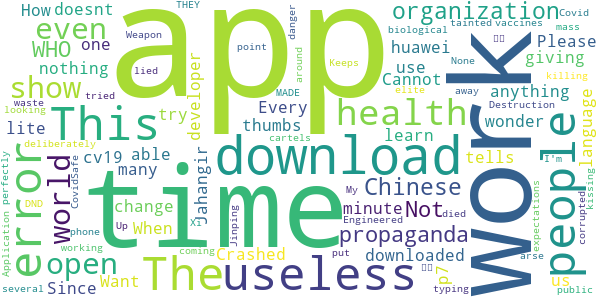 app
time
work
download
useless
This
The
error
people
health
world
open
show
even
WHO
organization
Chinese
propaganda
Not
How
doesnt
one
nothing
lite
cv19
able
many
Since
When
Want
change
Crashed
try
developer
Jahangir
Every
thumbs
minute
downloaded
huawei
use
Cannot
learn
tells
p7
us
language
wonder
anything
giving
Please
THEY
Weapon
lied
tried
waste
looking
deliberately
DND
CovidSafe
Application perfectly
several
phone
working
Up
X1
coming
MADE
cartels
point
around
danger
Keeps
biological
None
elite
away
My
Engineered
Jinping
put
died
typing
tainted
vaccines
Covid
mass
killing
Destruction
I'm
corrupted
kissing
expectations
arse
public